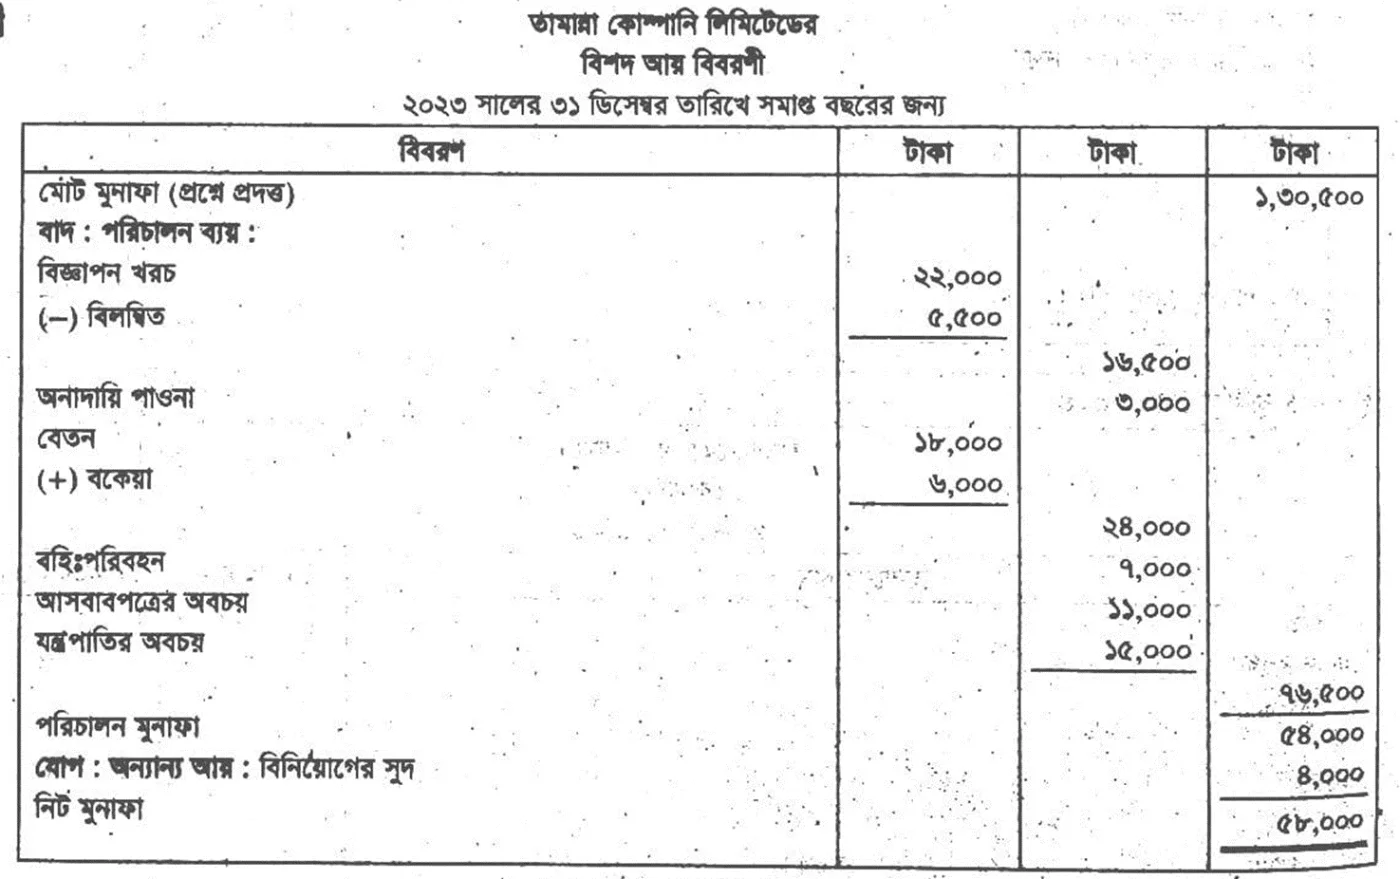 তামান্না কোম্পানি লিমিটেডের
বিশদ আয় বিবরণী
২০২৩ সালের ৩১ ডিসেম্বর তারিখে সমাপ্ত বছরের জন্য
বিবরণ টাকা টাকা টাকা
মোট মুনাফা (প্রশ্নে প্রদত্ত) ১,৩০,৫০০
বাদ : পরিচালন ব্যয় :
বিজ্ঞাপন খরচ ২২,০০০
(–) বিলম্বিত ৫,৫০০
১৬,৫০০
অনাদায়ি পাওনা ৩,০০০
বেতন ১৮,০০০
(+) বকেয়া ৬,০০০
২৪,০০০
বহিঃপরিবহন ৭,০০০
আসবাবপত্রের অবচয় ১১,০০০
যন্ত্রপাতির অবচয় ১৫,০০০
৭৬,৫০০
পরিচালন মুনাফা ৫৪,০০০
যোগ : অন্যান্য আয় : বিনিয়োগের সুদ ৪,০০০
নিট মুনাফা ৫৮,০০০